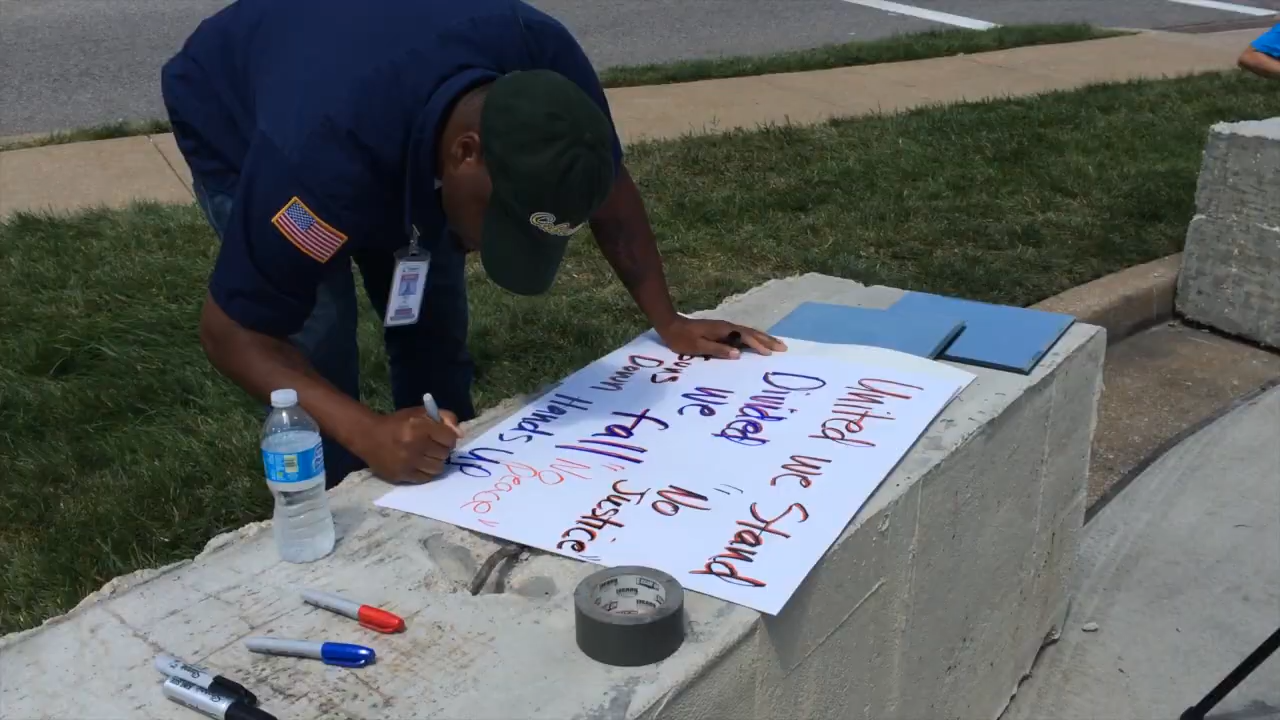 United We Stand
Divided
We fall
"No Justice"
Guns Down Hands Up
"No Peace"